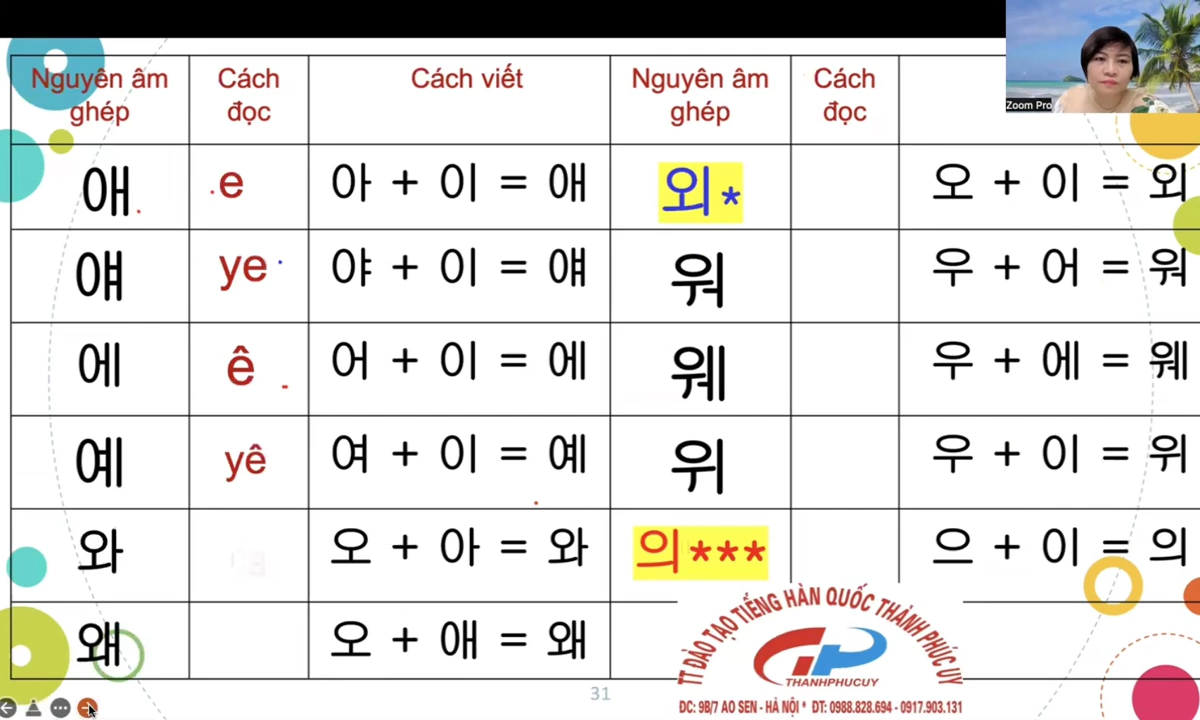 Zoom Pro
Nguyên âm ghép
Cách đọc
Cách viết
Nguyên âm ghép
Cách đọc
애 e 아 + 이 = 애 외* 오 + 이 = 외
얘 ye 야 + 이 = 얘 워 우 + 어 = 워
에 ê 어 + 이 = 에 웨 우 + 에 = 웨
예 yê 여 + 이 = 예 위 우 + 이 = 위
와 오 + 아 = 와 의*** 으 + 이 = 의
왜 오 + 애 = 왜
TT ĐÀO TẠO TIẾNG HÀN QUỐC THÀNH PHÚC UY
THANHPHUCUY
ĐC: 9B/7 AO SEN - HÀ NỘI * ĐT: 0988.828.694 - 0917.903.131
31